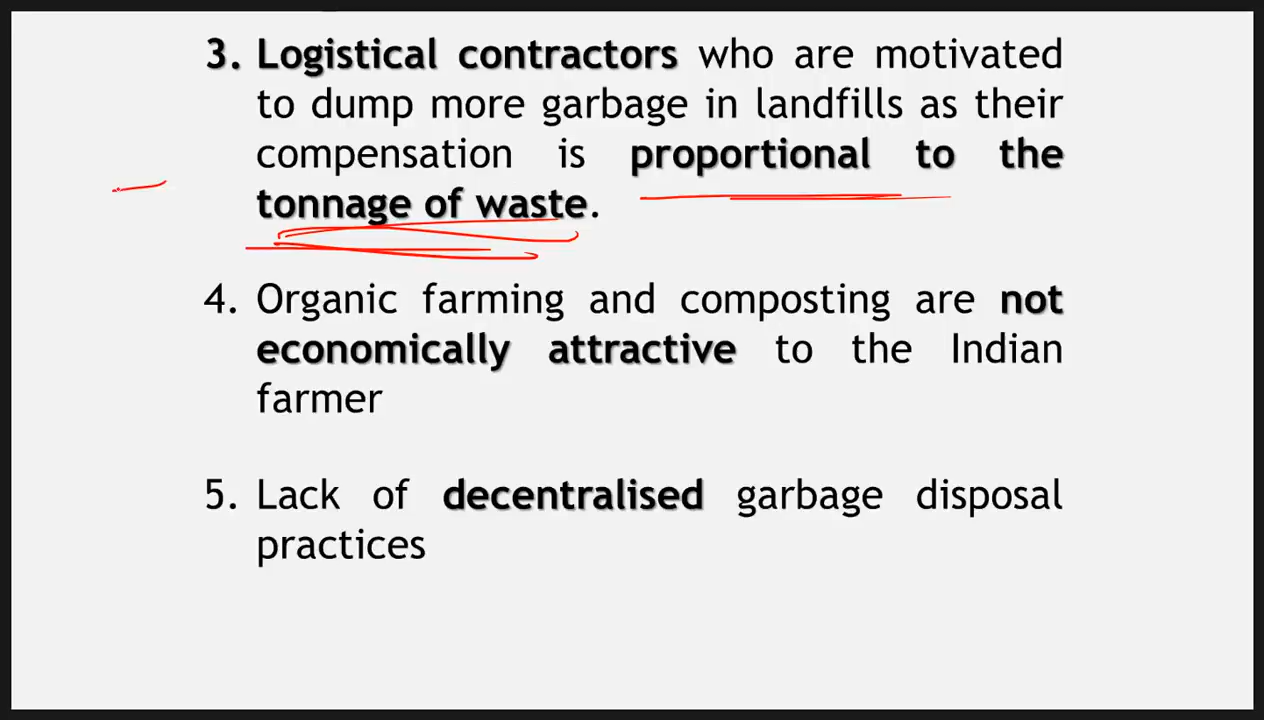 3. Logistical contractors who are motivated
to dump more garbage in landfills as their
compensation is proportional to the
tonnage of waste.
4. Organic farming and composting are not
economically attractive to the Indian
farmer
5. Lack of decentralised garbage disposal
practices